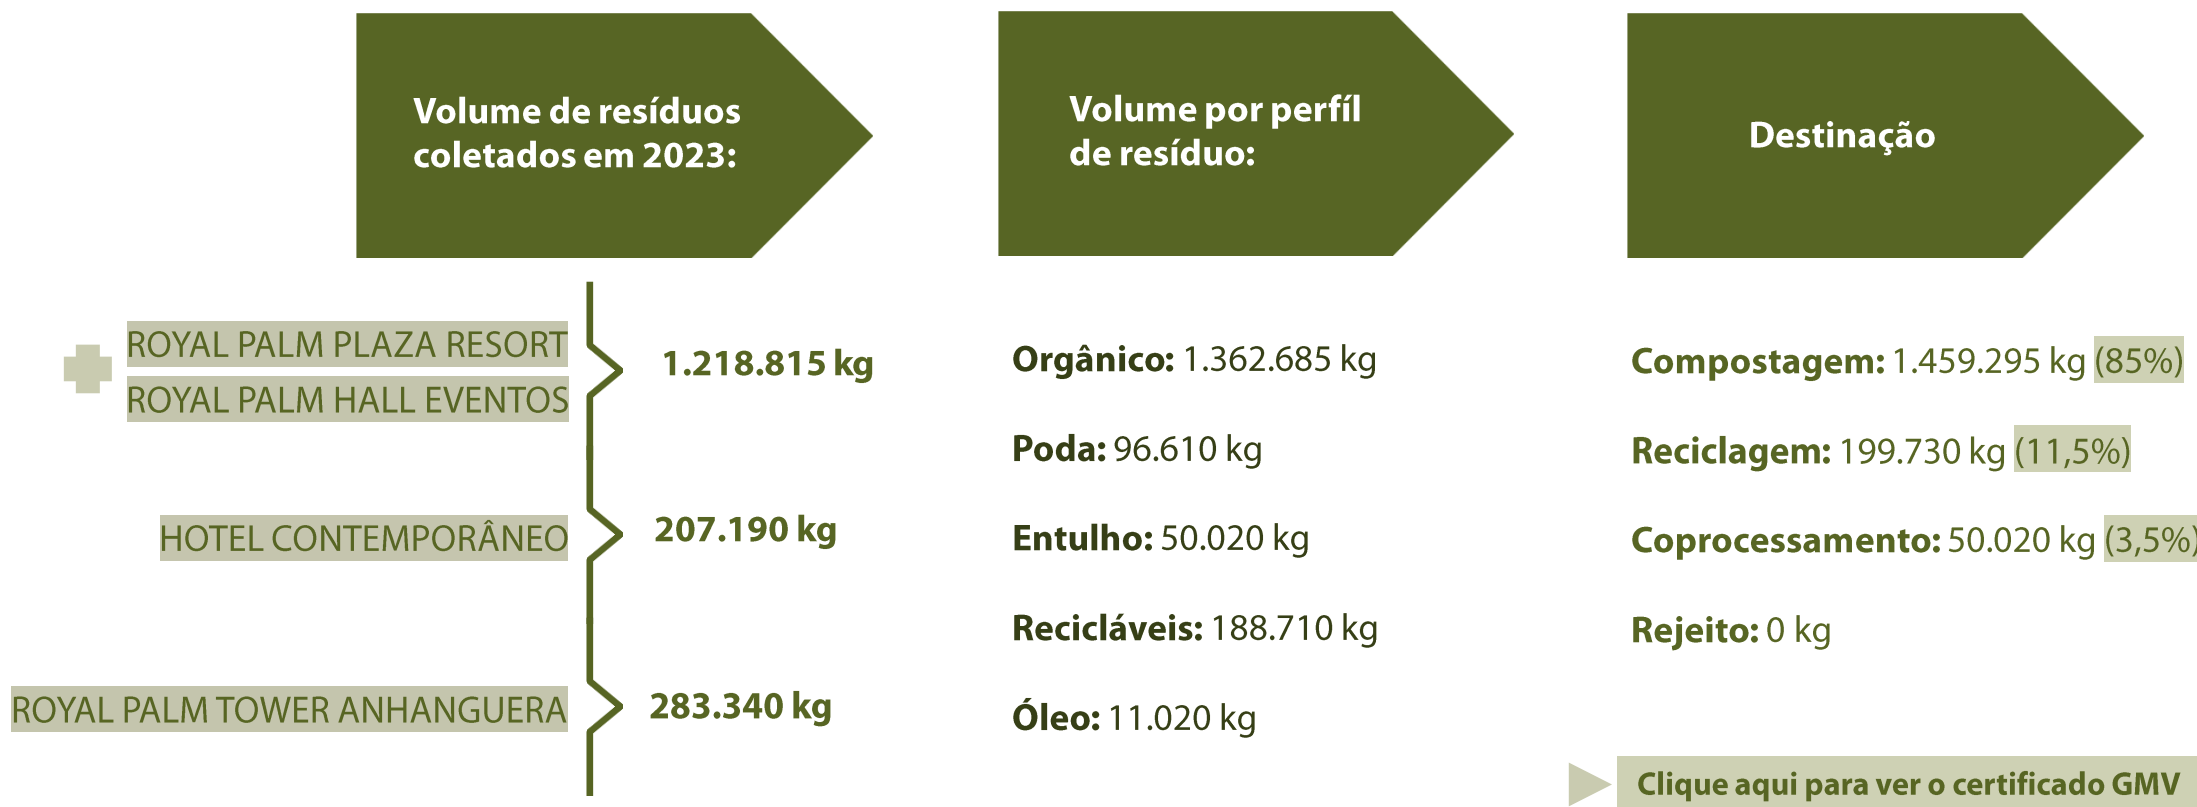 Volume de resíduos
coletados em 2023:
ROYAL PALM PLAZA RESORT
ROYAL PALM HALL EVENTOS
1.218.815 kg
HOTEL CONTEMPORÂNEO
207.190 kg
ROYAL PALM TOWER ANHANGUERA
283.340 kg
Volume por perfíl
de resíduo:
Orgânico: 1.362.685 kg
Poda: 96.610 kg
Entulho: 50.020 kg
Recicláveis: 188.710 kg
Óleo: 11.020 kg
Destinação
Compostagem: 1.459.295 kg (85%)
Reciclagem: 199.730 kg (11,5%)
Coprocessamento: 50.020 kg (3,5%)
Rejeito: 0 kg
Clique aqui para ver o certificado GMV